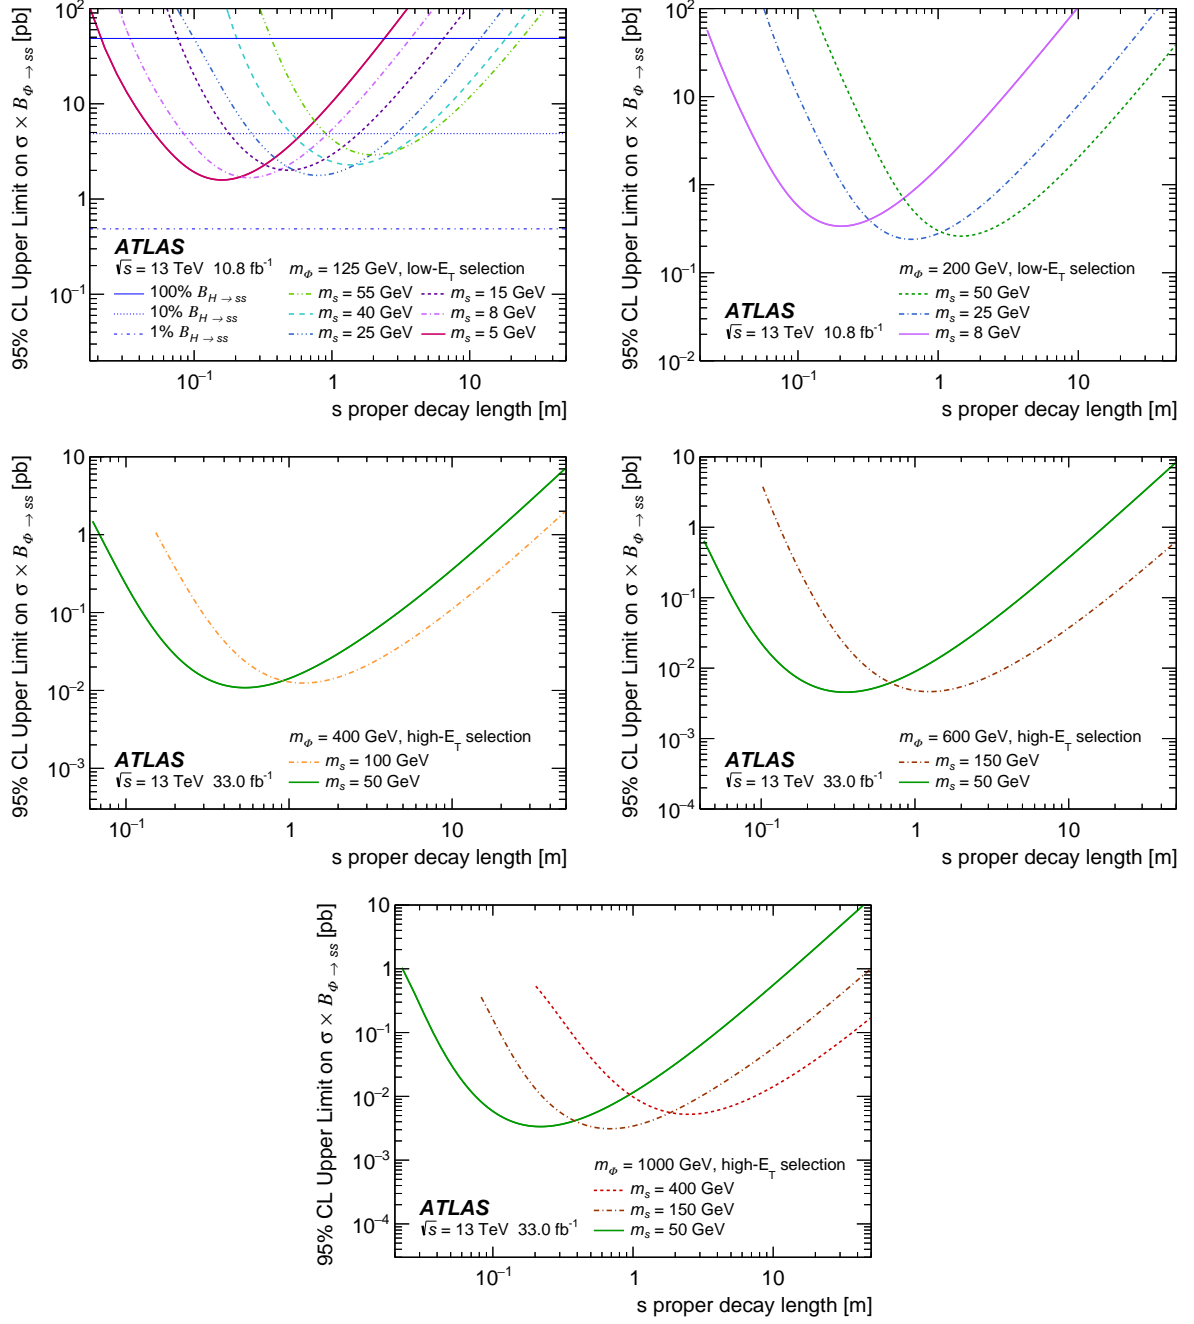 95% CL Upper Limit on σ × B_Φ → ss [pb]
10²
10
1
10⁻¹
ATLAS
√s = 13 TeV 10.8 fb⁻¹
100% B_H → ss
10% B_H → ss
1% B_H → ss
m_Φ = 125 GeV, low-E_T selection
m_s = 55 GeV
m_s = 40 GeV
m_s = 25 GeV
m_s = 15 GeV
m_s = 8 GeV
m_s = 5 GeV
10⁻¹ 1 10
s proper decay length [m]
95% CL Upper Limit on σ × B_Φ → ss [pb]
10²
10
1
10⁻¹
10⁻²
ATLAS
√s = 13 TeV 10.8 fb⁻¹
m_Φ = 200 GeV, low-E_T selection
m_s = 50 GeV
m_s = 25 GeV
m_s = 8 GeV
10⁻¹ 1 10
s proper decay length [m]
95% CL Upper Limit on σ × B_Φ → ss [pb]
10
1
10⁻¹
10⁻²
10⁻³
ATLAS
√s = 13 TeV 33.0 fb⁻¹
m_Φ = 400 GeV, high-E_T selection
m_s = 100 GeV
m_s = 50 GeV
10⁻¹ 1 10
s proper decay length [m]
95% CL Upper Limit on σ × B_Φ → ss [pb]
10
1
10⁻¹
10⁻²
10⁻³
10⁻⁴
ATLAS
√s = 13 TeV 33.0 fb⁻¹
m_Φ = 600 GeV, high-E_T selection
m_s = 150 GeV
m_s = 50 GeV
10⁻¹ 1 10
s proper decay length [m]
95% CL Upper Limit on σ × B_Φ → ss [pb]
10
1
10⁻¹
10⁻²
10⁻³
10⁻⁴
ATLAS
√s = 13 TeV 33.0 fb⁻¹
m_Φ = 1000 GeV, high-E_T selection
m_s = 400 GeV
m_s = 150 GeV
m_s = 50 GeV
10⁻¹ 1 10
s proper decay length [m]